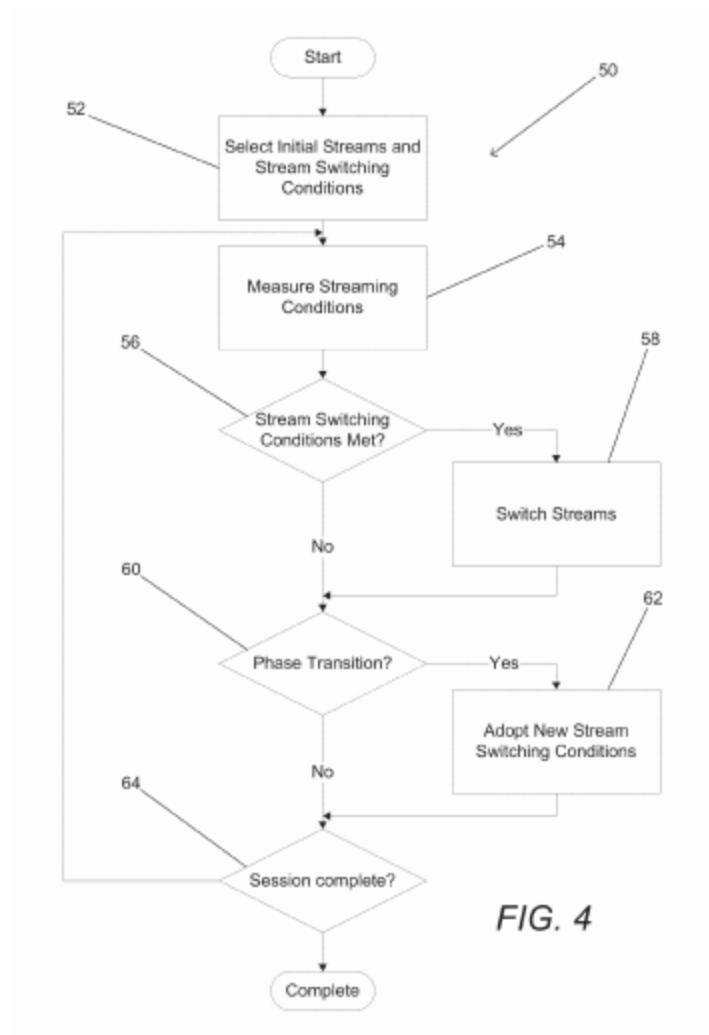 Start
50
52
Select Initial Streams and
Stream Switching
Conditions
54
Measure Streaming
Conditions
56
58
Stream Switching
Conditions Met?
Yes
Switch Streams
No
60
62
Phase Transition?
Yes
Adopt New Stream
Switching Conditions
No
64
Session complete?
FIG. 4
Complete